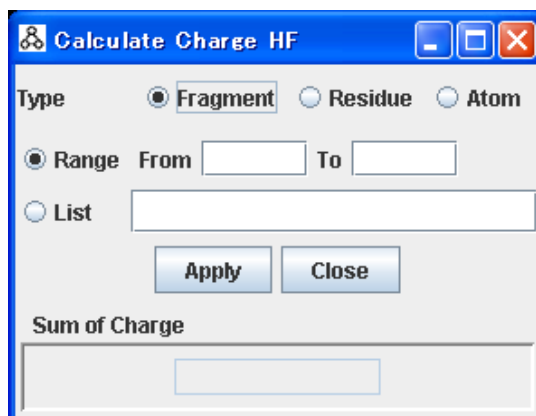 Calculate Charge HF
Type Fragment Residue Atom
Range From To
List
Apply Close
Sum of Charge